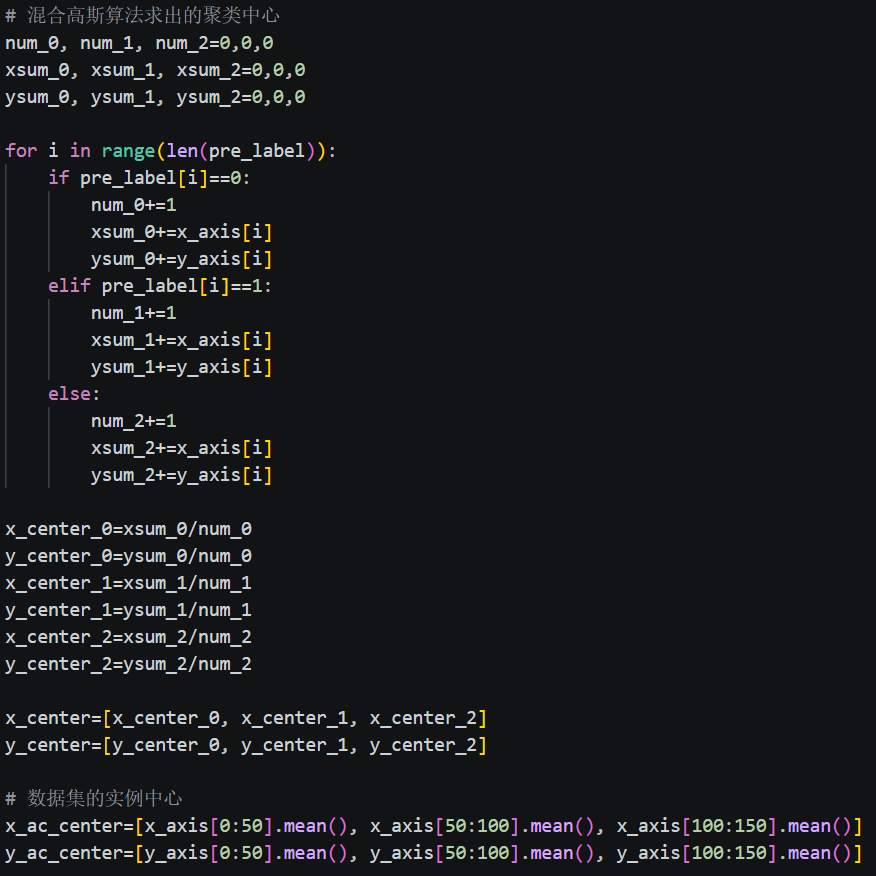 # 混合高斯算法求出的聚类中心
num_0, num_1, num_2=0,0,0
xsum_0, xsum_1, xsum_2=0,0,0
ysum_0, ysum_1, ysum_2=0,0,0

for i in range(len(pre_label)):
    if pre_label[i]==0:
        num_0+=1
        xsum_0+=x_axis[i]
        ysum_0+=y_axis[i]
    elif pre_label[i]==1:
        num_1+=1
        xsum_1+=x_axis[i]
        ysum_1+=y_axis[i]
    else:
        num_2+=1
        xsum_2+=x_axis[i]
        ysum_2+=y_axis[i]

x_center_0=xsum_0/num_0
y_center_0=ysum_0/num_0
x_center_1=xsum_1/num_1
y_center_1=ysum_1/num_1
x_center_2=xsum_2/num_2
y_center_2=ysum_2/num_2

x_center=[x_center_0, x_center_1, x_center_2]
y_center=[y_center_0, y_center_1, y_center_2]

# 数据集的实例中心
x_ac_center=[x_axis[0:50].mean(), x_axis[50:100].mean(), x_axis[100:150].mean()]
y_ac_center=[y_axis[0:50].mean(), y_axis[50:100].mean(), y_axis[100:150].mean()]